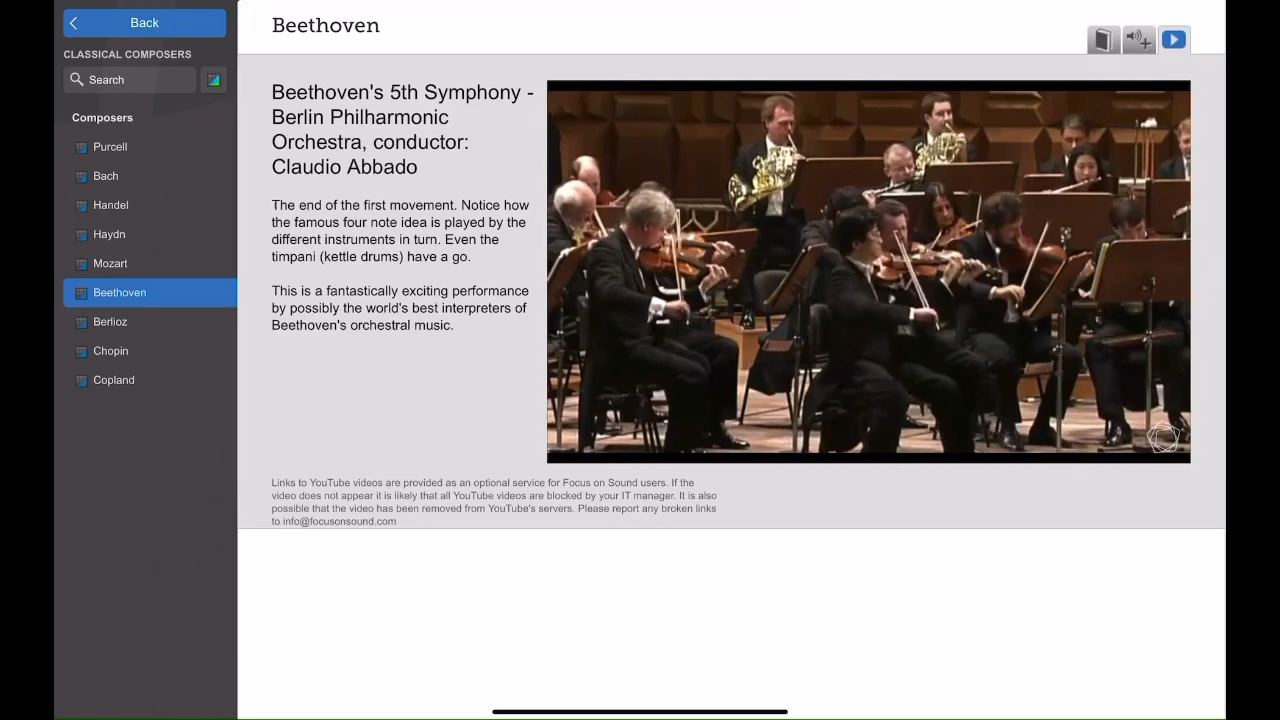 Back
CLASSICAL COMPOSERS
Search
Composers
Purcell
Bach
Handel
Haydn
Mozart
Beethoven
Berlioz
Chopin
Copland
Beethoven
Beethoven's 5th Symphony -
Berlin Philharmonic
Orchestra, conductor:
Claudio Abbado
The end of the first movement. Notice how
the famous four note idea is played by the
different instruments in turn. Even the
timpani (kettle drums) have a go.
This is a fantastically exciting performance
by possibly the world's best interpreters of
Beethoven's orchestral music.
Links to YouTube videos are provided as an optional service for Focus on Sound users. If the
video does not appear it is likely that all YouTube videos are blocked by your IT manager. It is also
possible that the video has been removed from YouTube's servers. Please report any broken links
to info@focusonsound.com